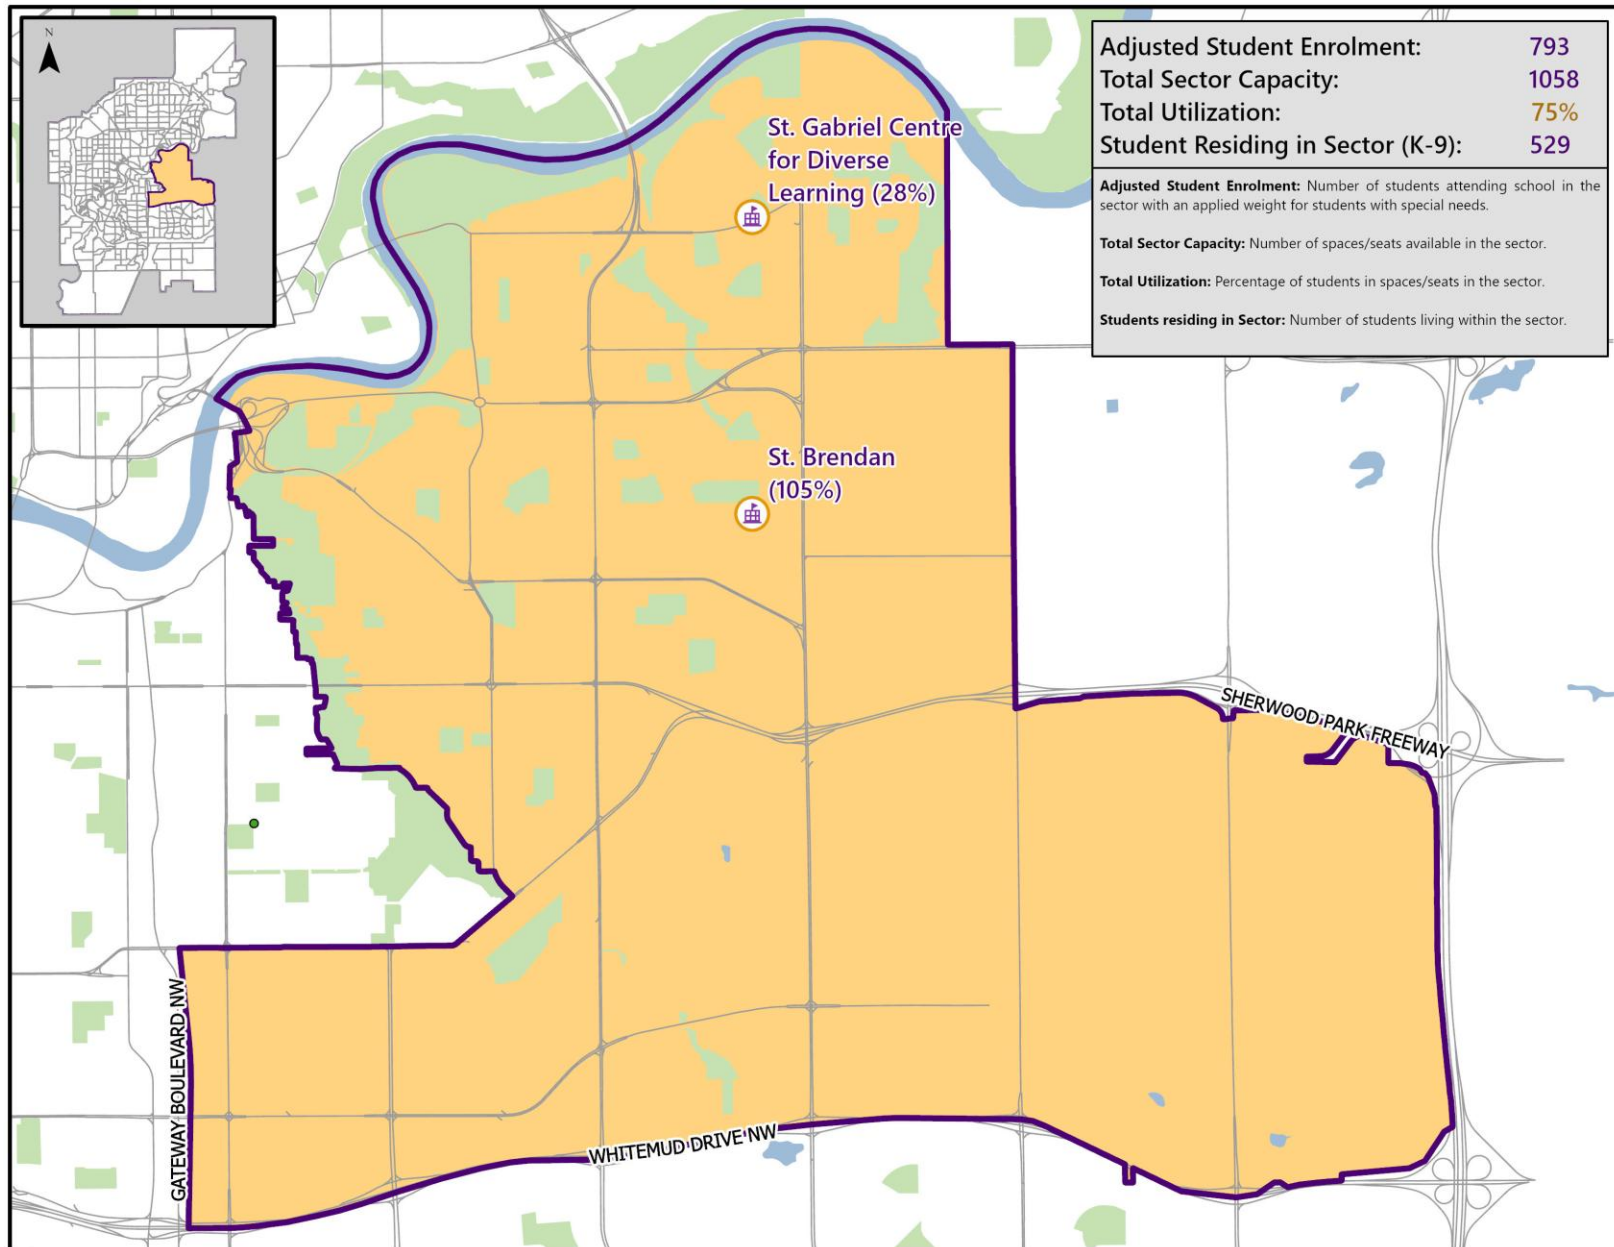 N
Adjusted Student Enrolment: 793
Total Sector Capacity: 1058
Total Utilization: 75%
Student Residing in Sector (K-9): 529
Adjusted Student Enrolment: Number of students attending school in the
sector with an applied weight for students with special needs.
Total Sector Capacity: Number of spaces/seats available in the sector.
Total Utilization: Percentage of students in spaces/seats in the sector.
Students residing in Sector: Number of students living within the sector.
St. Gabriel Centre
for Diverse
Learning (28%)
St. Brendan
(105%)
SHERWOOD PARK FREEWAY
GATEWAY BOULEVARD NW
WHITEMUD DRIVE NW